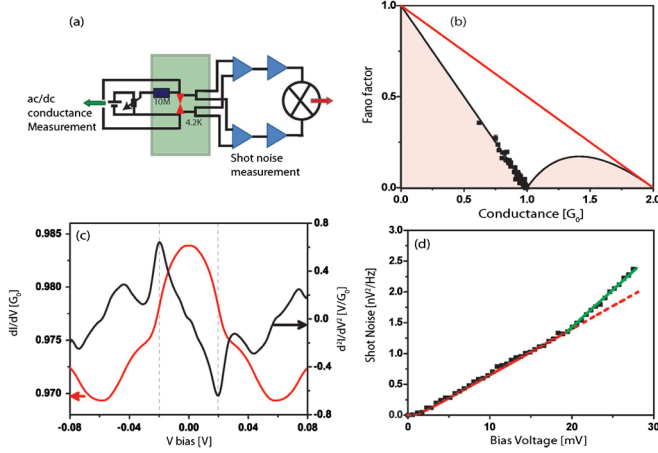 (a)
ac/dc
conductance
Measurement
10M
4.2K
Shot noise
measurement
(b)
Fano factor
1.0
0.5
0.0
0.0
0.5
1.0
1.5
2.0
Conductance [G₀]
(c)
dI/dV [G₀]
0.985
0.980
0.975
0.970
0.8
0.4
0.0
-0.4
-0.8
d²I/dV² [V/G₀]
-0.08
-0.04
0.00
0.04
0.08
V bias [V]
(d)
Shot Noise [nV²/Hz]
3.0
2.5
2.0
1.5
1.0
0.5
0.0
0
10
20
30
Bias Voltage [mV]